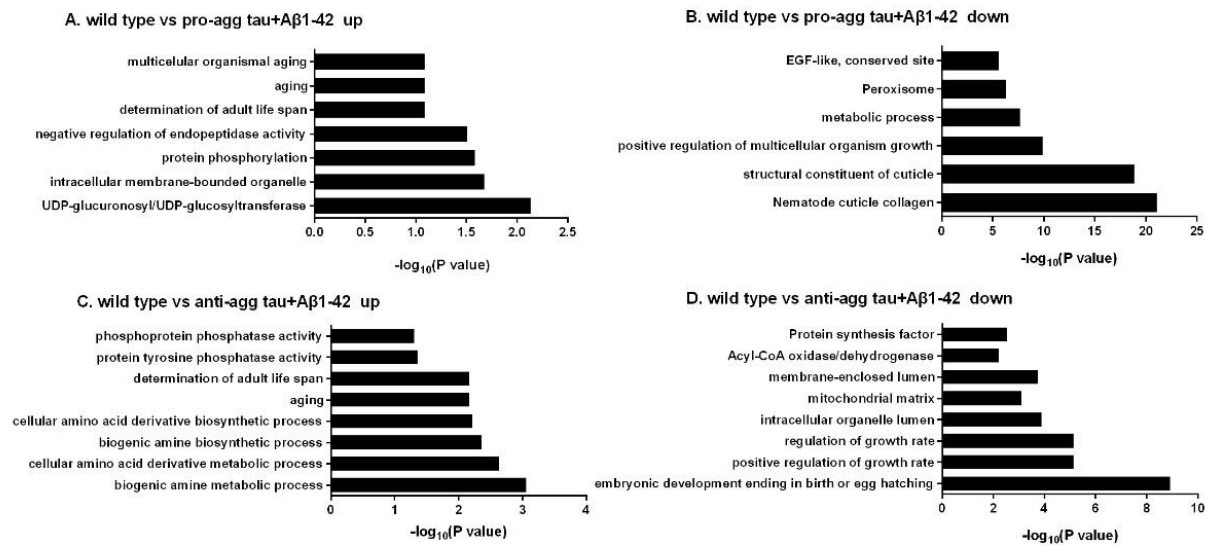 A. wild type vs pro-agg tau+Aβ1-42 up
multicelular organismal aging
aging
determination of adult life span
negative regulation of endopeptidase activity
protein phosphorylation
intracellular membrane-bounded organelle
UDP-glucuronosyl/UDP-glucosyltransferase
0.0 0.5 1.0 1.5 2.0 2.5
-log10(P value)
B. wild type vs pro-agg tau+Aβ1-42 down
EGF-like, conserved site
Peroxisome
metabolic process
positive regulation of multicellular organism growth
structural constituent of cuticle
Nematode cuticle collagen
0 5 10 15 20 25
-log10(P value)
C. wild type vs anti-agg tau+Aβ1-42 up
phosphoprotein phosphatase activity
protein tyrosine phosphatase activity
determination of adult life span
aging
cellular amino acid derivative biosynthetic process
biogenic amine biosynthetic process
cellular amino acid derivative metabolic process
biogenic amine metabolic process
0 1 2 3 4
-log10(P value)
D. wild type vs anti-agg tau+Aβ1-42 down
Protein synthesis factor
Acyl-CoA oxidase/dehydrogenase
membrane-enclosed lumen
mitochondrial matrix
intracellular organelle lumen
regulation of growth rate
positive regulation of growth rate
embryonic development ending in birth or egg hatching
0 2 4 6 8 10
-log10(P value)